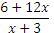 6 + 12x
x + 3